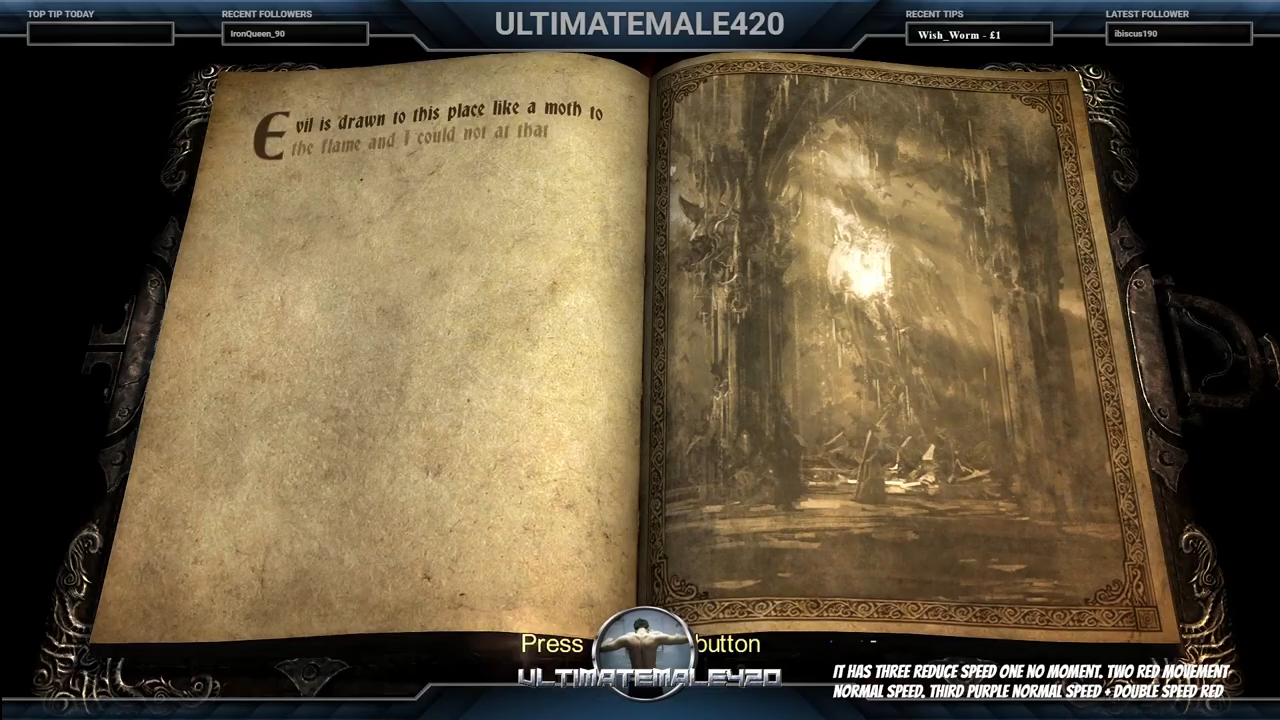 TOP TIP TODAY
RECENT FOLLOWERS
IronQueen_90
ULTIMATEMALE420
RECENT TIPS
Wish_Worm - £1
LATEST FOLLOWER
ibiscus190
Evil is drawn to this place like a moth to
the flame and I could not at that
Press button
ULTIMATEMALE420
IT HAS THREE REDUCE SPEED ONE NO MOMENT. TWO RED MOVEMENT
NORMAL SPEED. THIRD PURPLE NORMAL SPEED + DOUBLE SPEED RED